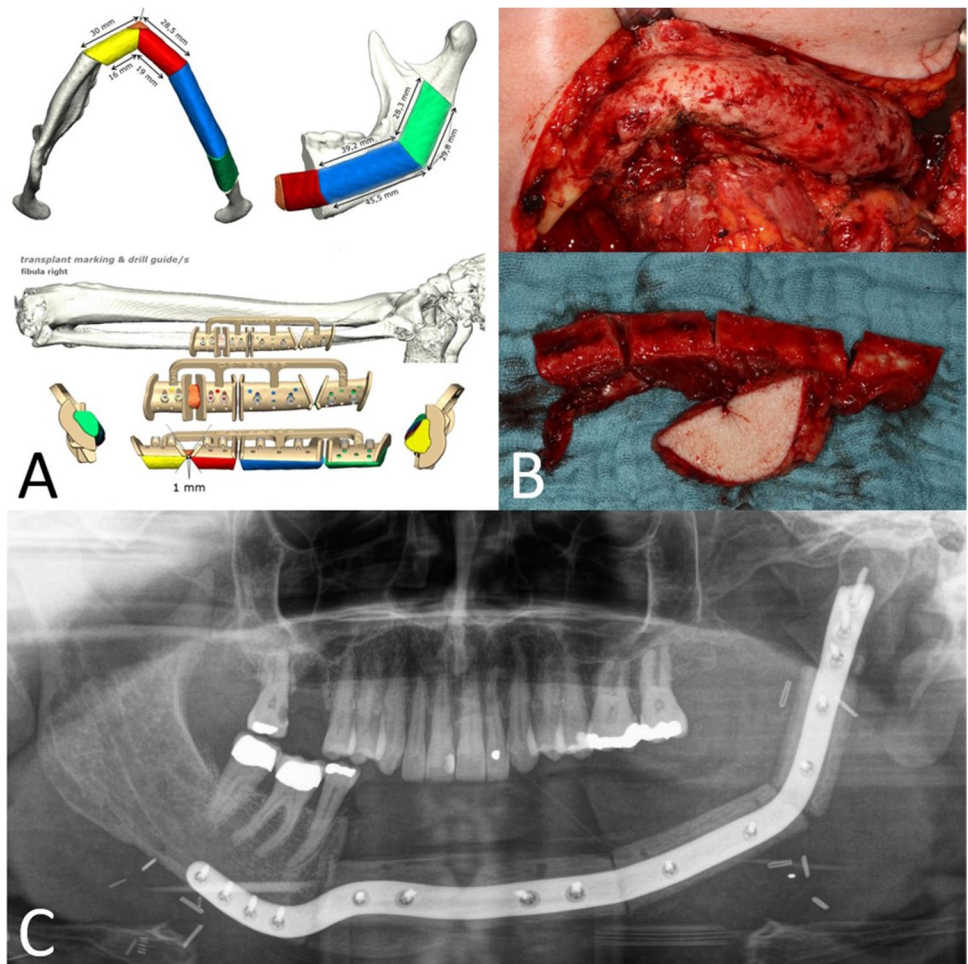 30 mm
28,5 mm
16 mm
19 mm
28,3 mm
39,2 mm
29,8 mm
45,5 mm
transplant marking & drill guide/s
fibula right
1 mm
A
B
C